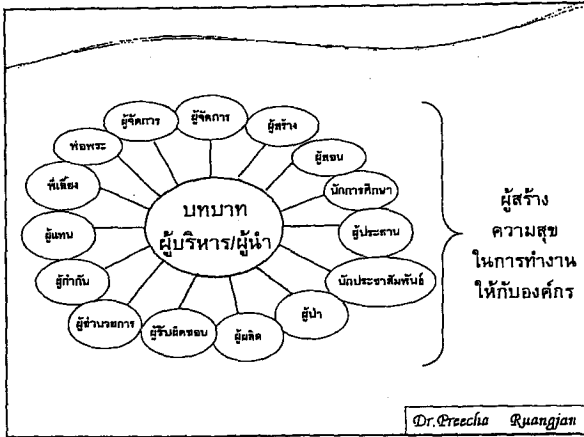 ผู้จัดการ
ผู้จัดการ
ผู้สร้าง
ผู้สอน
นักการศึกษา
ผู้ประสาน
นักประชาสัมพันธ์
ผู้นำ
ผู้ผลิต
ผู้รับผิดชอบ
ผู้อำนวยการ
ผู้กำกับ
ผู้แทน
พี่เลี้ยง
พ่อพระ
บทบาท
ผู้บริหาร/ผู้นำ
ผู้สร้าง
ความสุข
ในการทำงาน
ให้กับองค์กร
Dr.Preecha Ruangjan